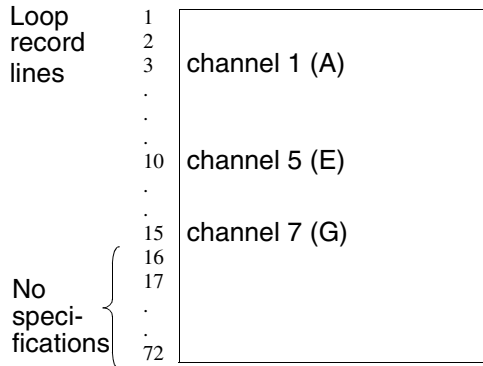 Loop
record
lines
1
2
3 channel 1 (A)
.
.
.
10 channel 5 (E)
.
.
15 channel 7 (G)
16
17
.
.
72
No
speci-
fications